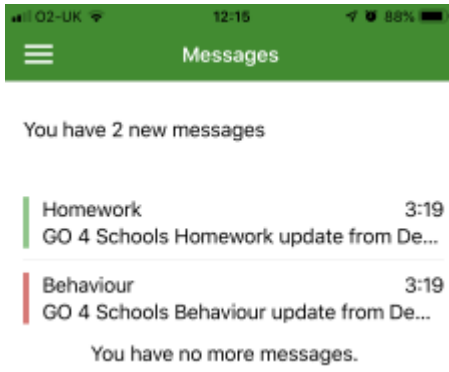 O2-UK 12:15 88%
Messages
You have 2 new messages
Homework 3:19
GO 4 Schools Homework update from De...
Behaviour 3:19
GO 4 Schools Behaviour update from De...
You have no more messages.